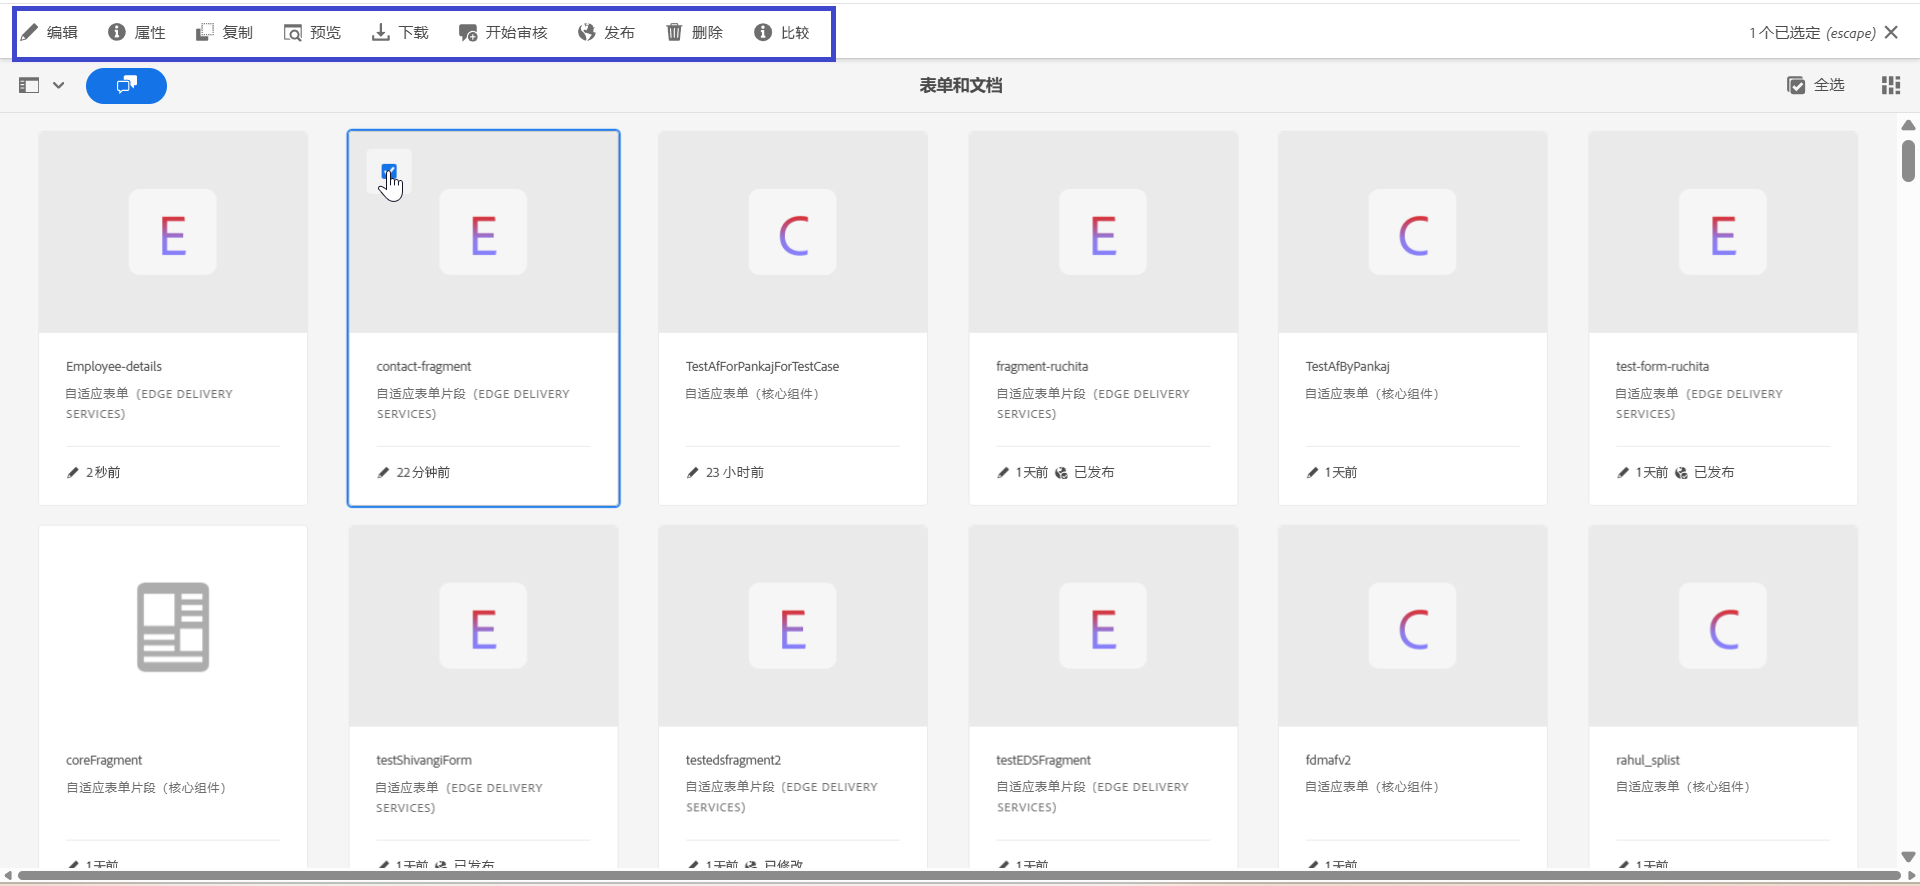 编辑 属性 复制 预览 下载 开始审核 发布 删除 比较 1个已选定 (escape)
表单和文档 全选
E E C E C E
Employee-details
自适应表单 (EDGE DELIVERY
SERVICES)
2秒前
contact-fragment
自适应表单片段 (EDGE DELIVERY
SERVICES)
22分钟前
TestAfForPankajForTestCase
自适应表单 (核心组件)
23 小时前
fragment-ruchita
自适应表单片段 (EDGE DELIVERY
SERVICES)
1天前 已发布
TestAfByPankaj
自适应表单 (核心组件)
1天前
test-form-ruchita
自适应表单 (EDGE DELIVERY
SERVICES)
1天前 已发布
E E E C C
coreFragment
自适应表单片段 (核心组件)
1天前
testShivangiForm
自适应表单 (EDGE DELIVERY
SERVICES)
1天前 已发布
testedsfragment2
自适应表单片段 (EDGE DELIVERY
SERVICES)
1天前 已修改
testEDSFragment
自适应表单片段 (EDGE DELIVERY
SERVICES)
1天前
fdmafv2
自适应表单 (核心组件)
1天前
rahul_splist
自适应表单 (核心组件)
1天前